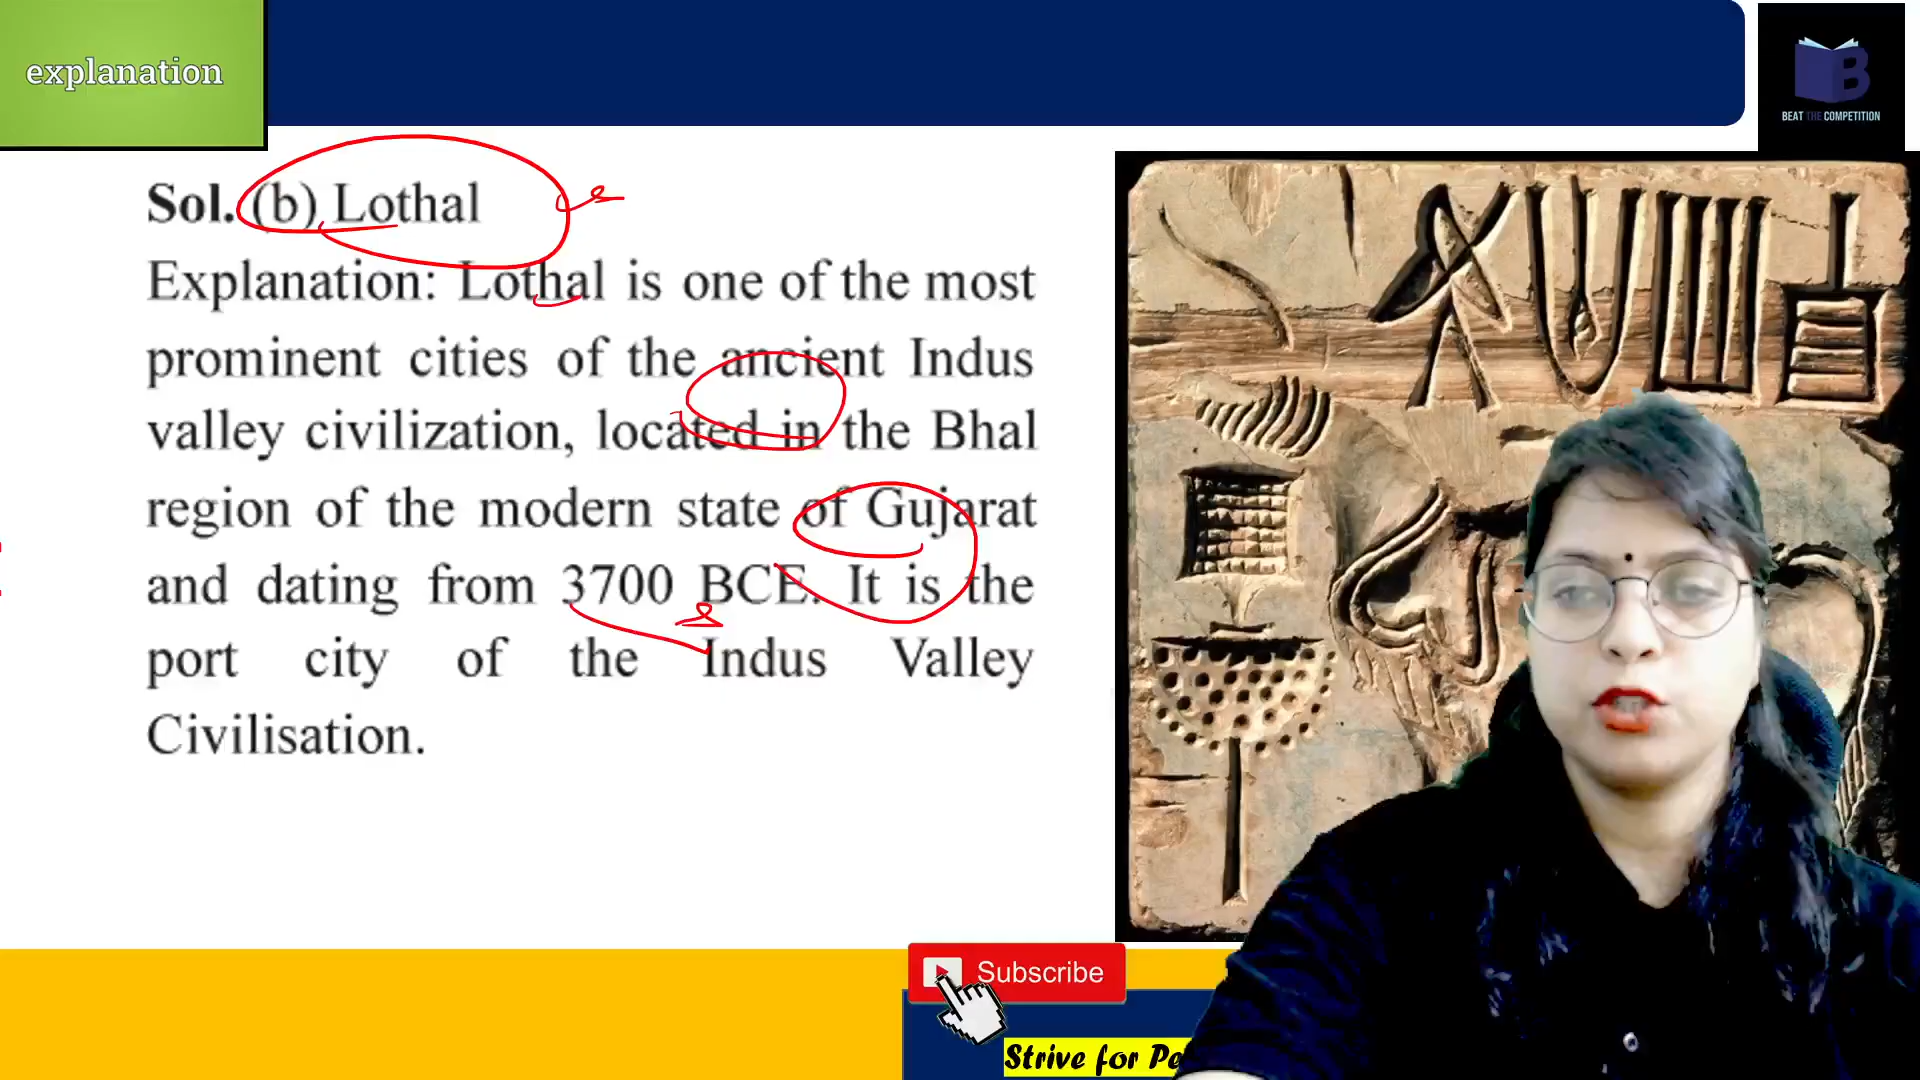 explanation
BEAT THE COMPETITION
Sol. (b) Lothal
Explanation: Lothal is one of the most
prominent cities of the ancient Indus
valley civilization, located in the Bhal
region of the modern state of Gujarat
and dating from 3700 BCE. It is the
port city of the Indus Valley
Civilisation.
Subscribe
Strive for